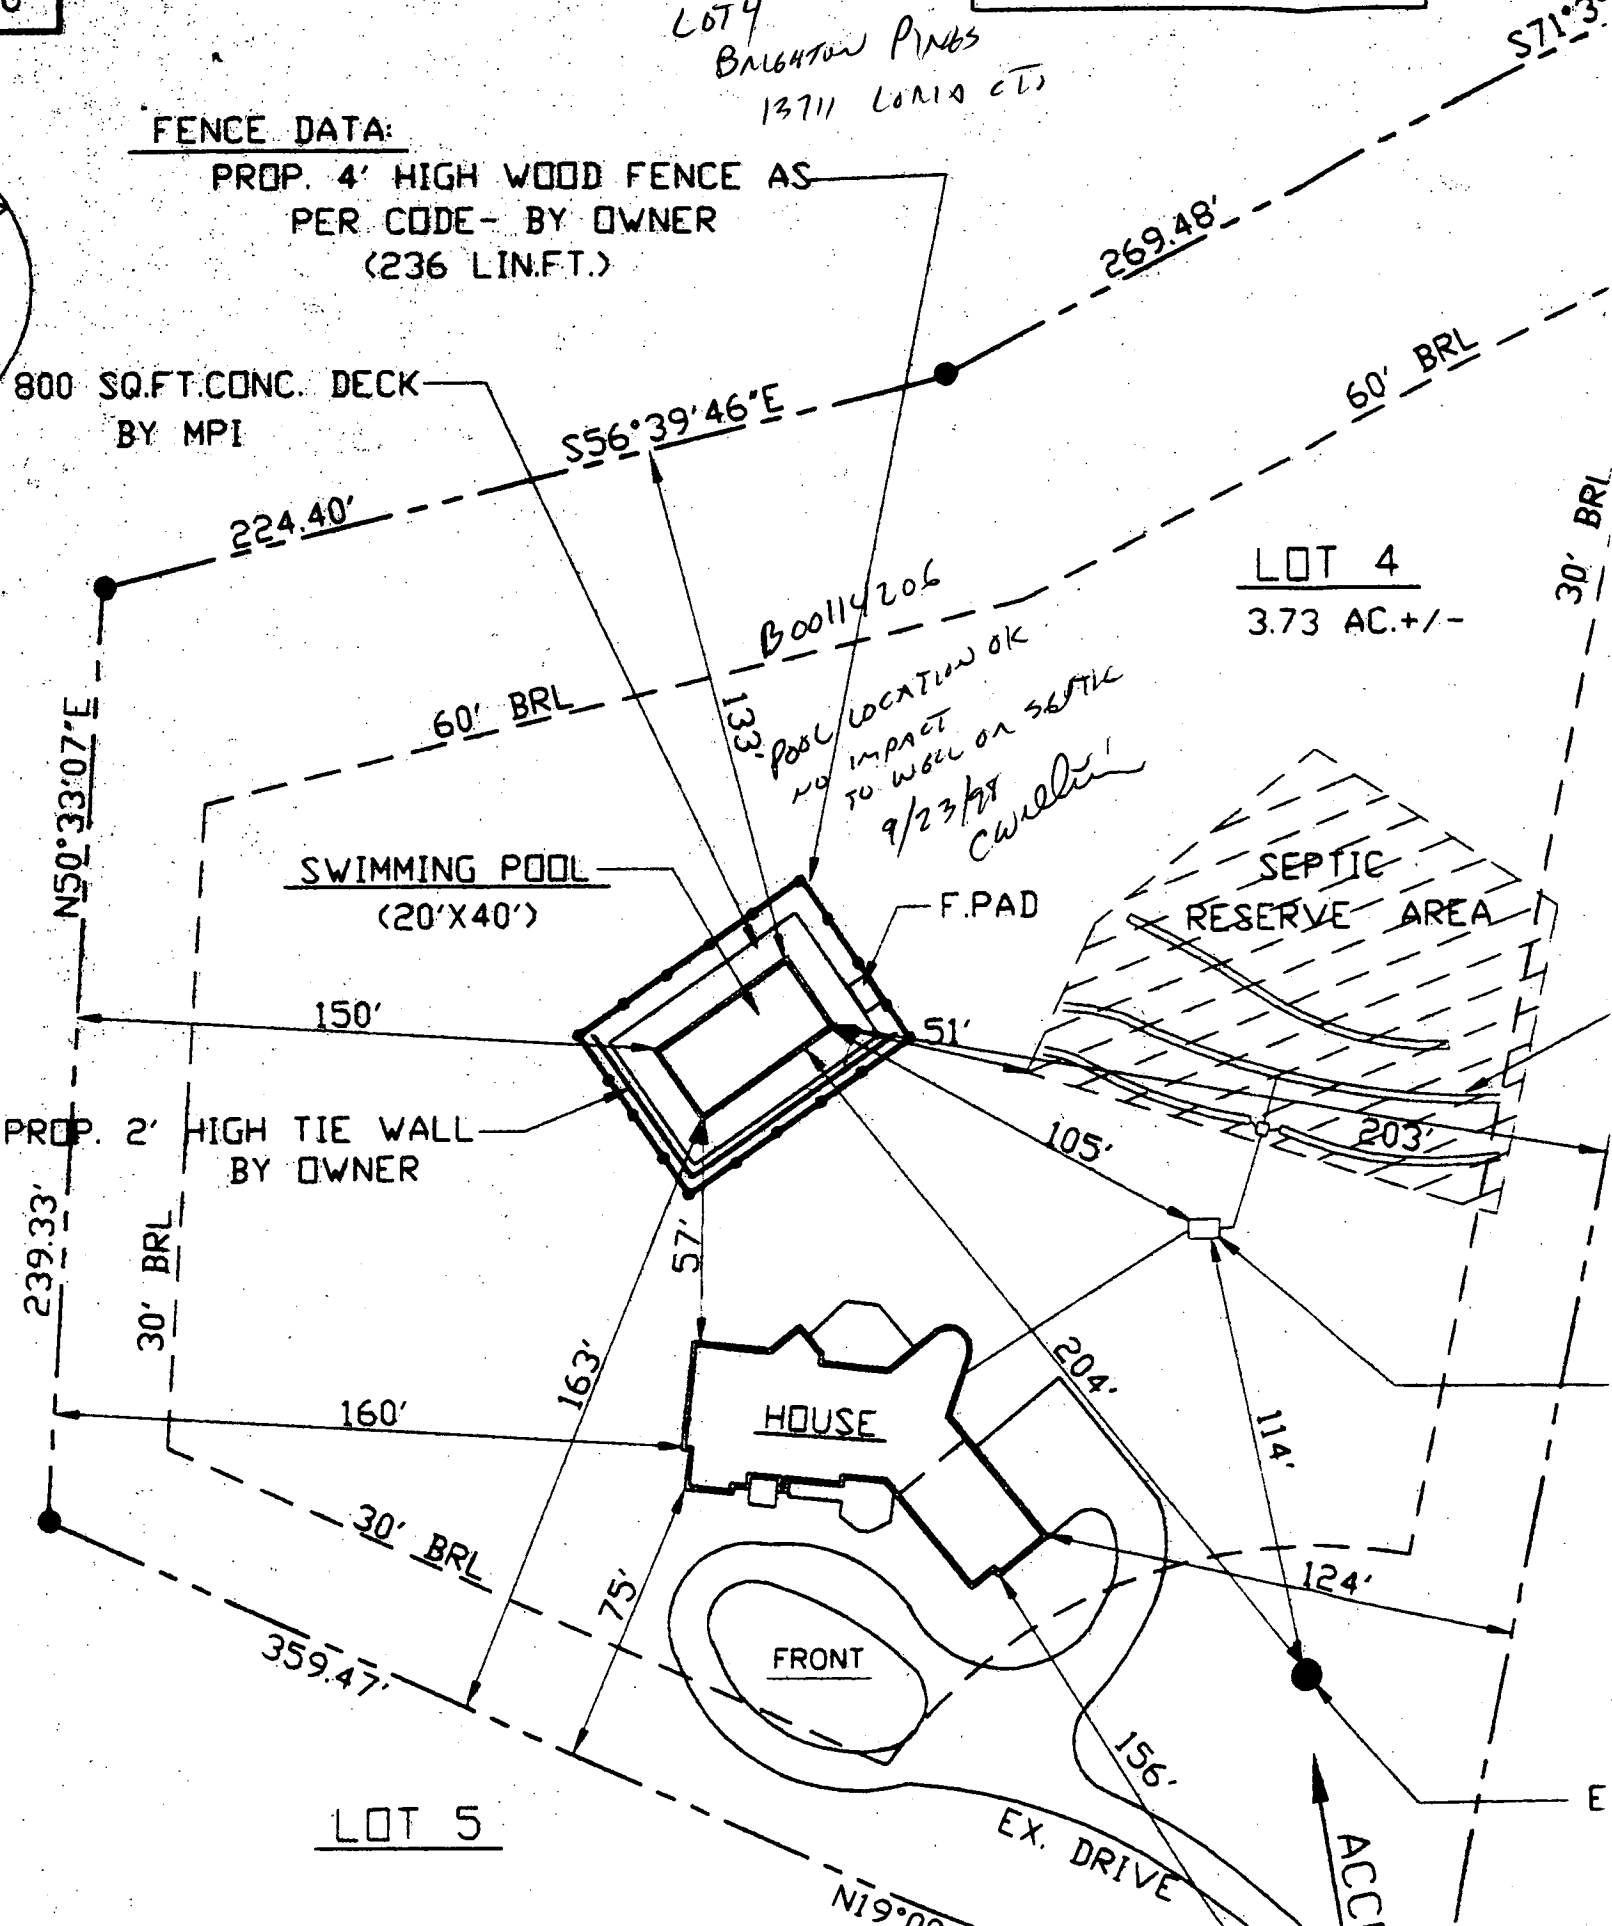 LOT 4
BRIGHTON PINES
13711 LORIA CT
FENCE DATA:
PROP. 4' HIGH WOOD FENCE AS
PER CODE- BY OWNER
(236 LIN.FT.)
S71°3
269.48'
60' BRL
800 SQ.FT.CONC. DECK
BY MPI
S56°39'46"E
224.40'
30' BRL
LOT 4
3.73 AC.+/-
B00114206
POOL LOCATION OK
NO IMPACT
TO WELL OR SEPTIC
9/23/98
60' BRL
133'
N50°33'07"E
SWIMMING POOL
(20'X40')
F.PAD
SEPTIC
RESERVE AREA
150'
51'
PROP. 2' HIGH TIE WALL
BY OWNER
105'
203'
239.33'
30' BRL
57'
163'
204'
160'
HOUSE
114'
30' BRL
75'
124'
359.47'
FRONT
156'
LOT 5
EX. DRIVE
E
ACC
N19°00